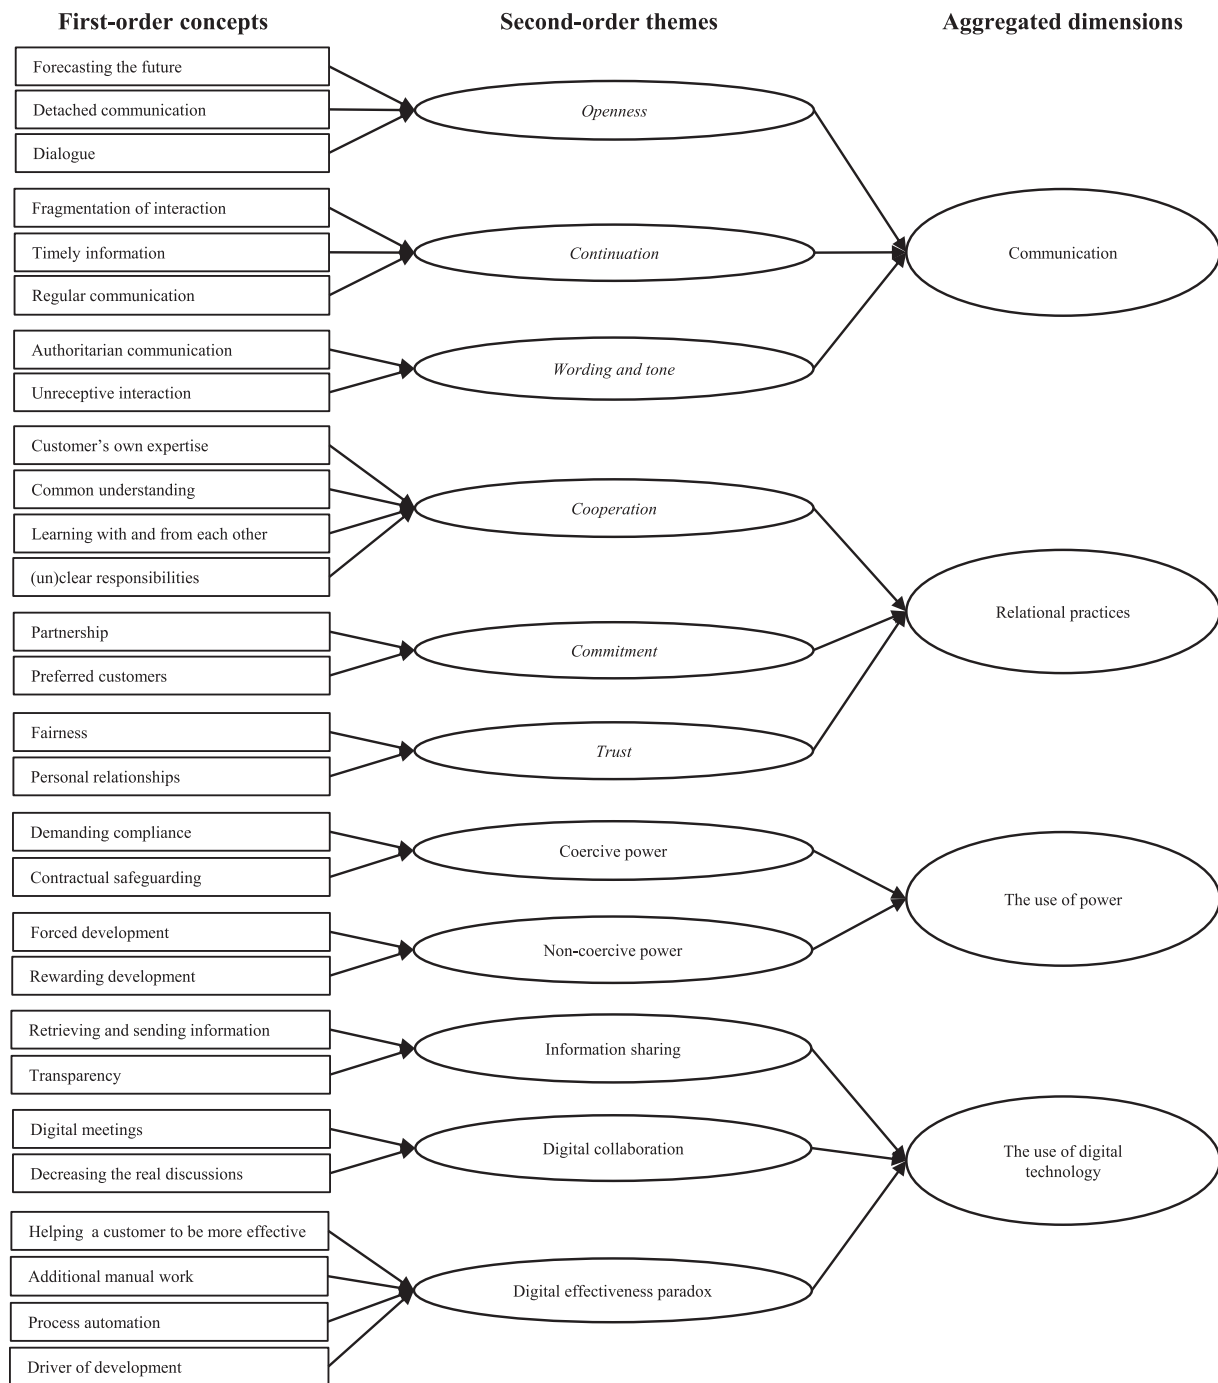 First-order concepts
Second-order themes
Aggregated dimensions
Forecasting the future
Detached communication
Dialogue
Openness
Fragmentation of interaction
Timely information
Regular communication
Continuation
Authoritarian communication
Unreceptive interaction
Wording and tone
Communication
Customer's own expertise
Common understanding
Learning with and from each other
(un)clear responsibilities
Cooperation
Partnership
Preferred customers
Commitment
Fairness
Personal relationships
Trust
Relational practices
Demanding compliance
Contractual safeguarding
Coercive power
Forced development
Rewarding development
Non-coercive power
The use of power
Retrieving and sending information
Transparency
Information sharing
Digital meetings
Decreasing the real discussions
Digital collaboration
Helping a customer to be more effective
Additional manual work
Process automation
Driver of development
Digital effectiveness paradox
The use of digital
technology